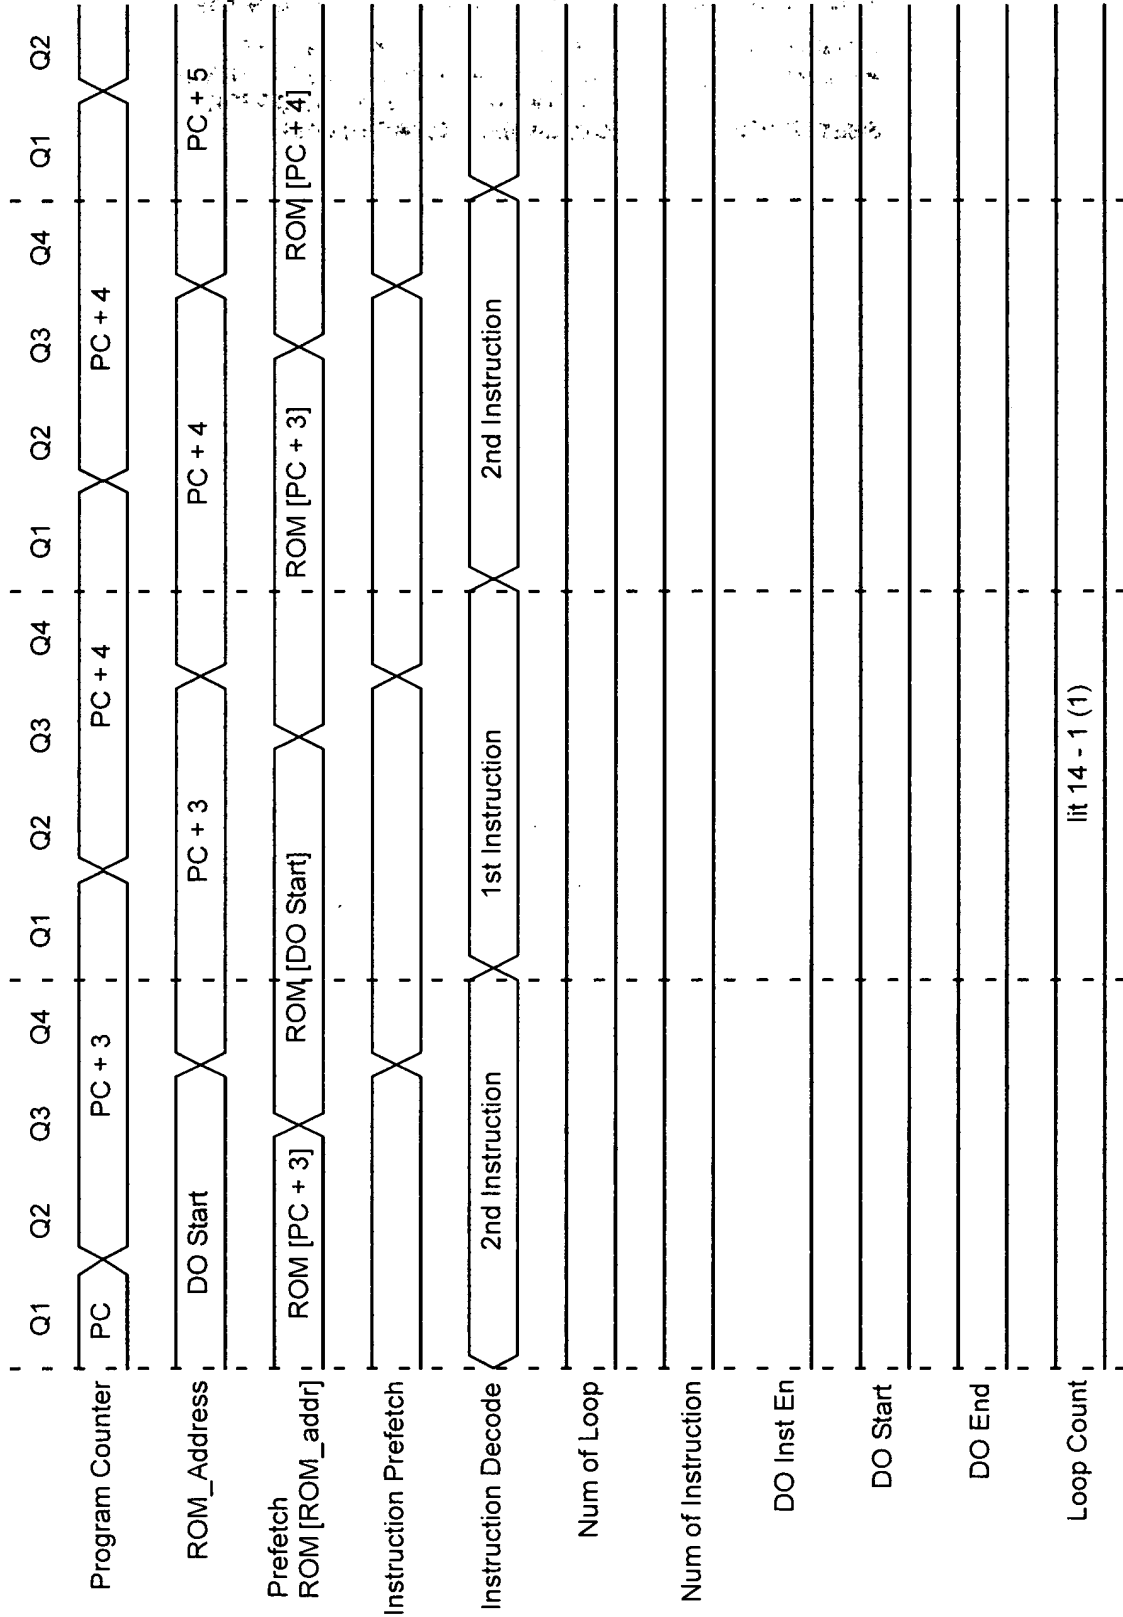 Q1 Q2 Q3 Q4 Q1 Q2 Q3 Q4 Q1 Q2 Q3 Q4 Q1 Q2
Program Counter PC PC + 3 PC + 4 PC + 4
ROM_Address DO Start PC + 3 PC + 4 PC + 5
Prefetch
ROM [ROM_addr] ROM [PC + 3] ROM [DO Start] ROM [PC + 3] ROM [PC + 4]
Instruction Prefetch
Instruction Decode 2nd Instruction 1st Instruction 2nd Instruction
Num of Loop
Num of Instruction
DO Inst En
DO Start
DO End
Loop Count lit 14 - 1 (1)